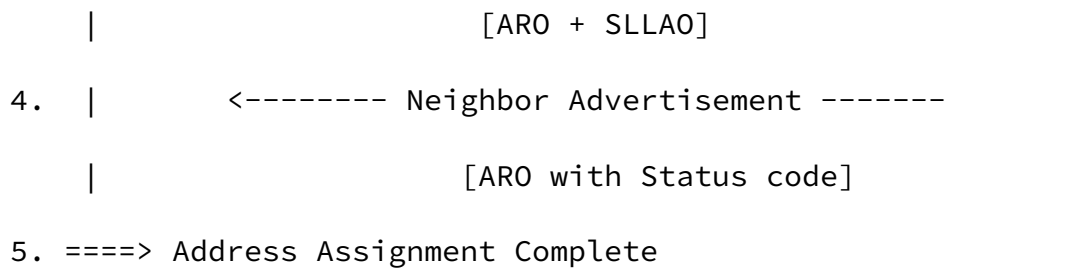 | [ARO + SLLAO]
4. | <-------- Neighbor Advertisement -------
| [ARO with Status code]
5. ====> Address Assignment Complete